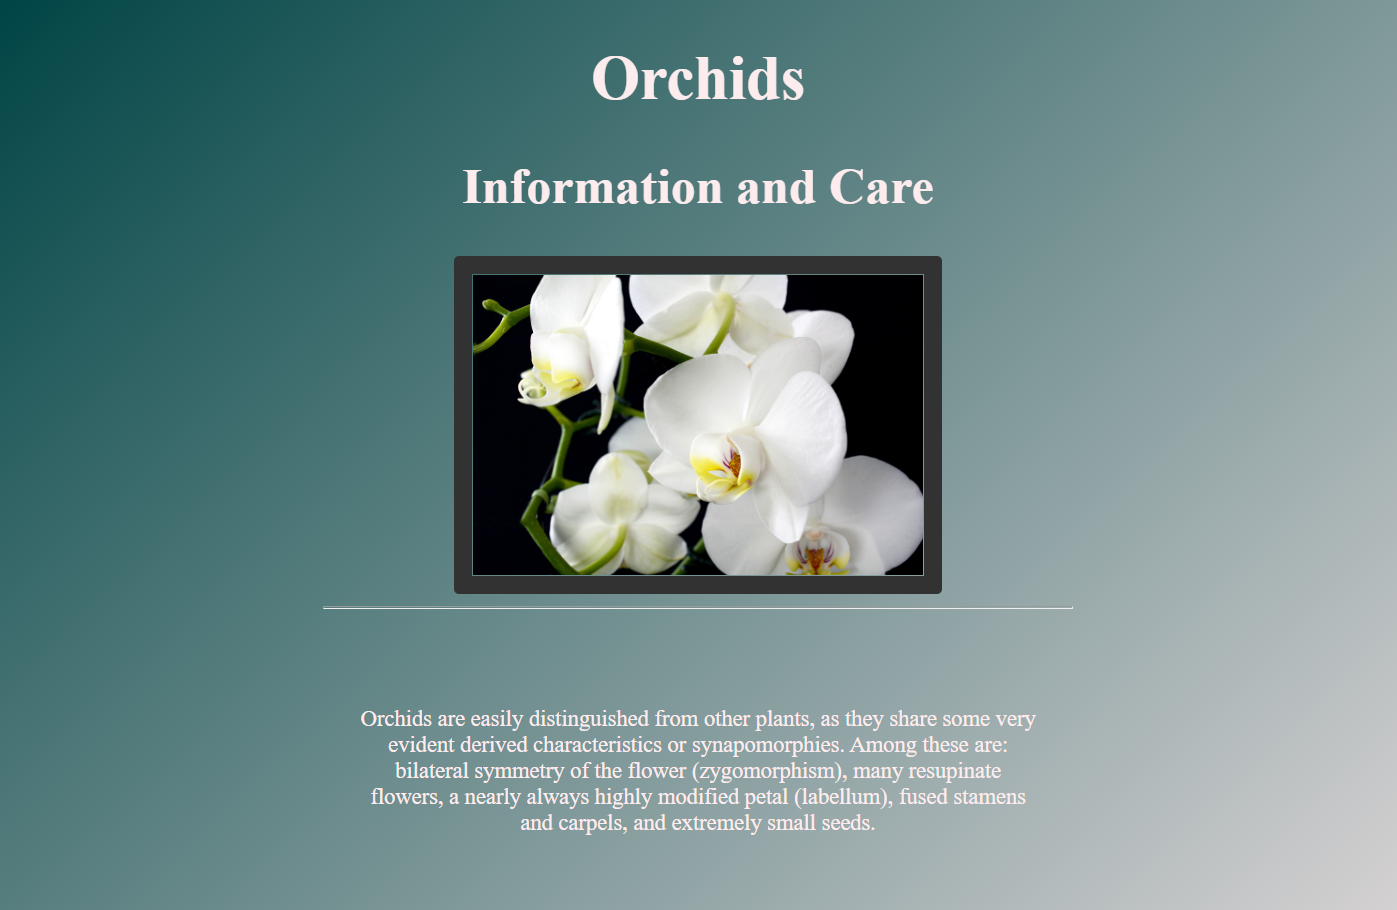 Orchids
Information and Care
Orchids are easily distinguished from other plants, as they share some very
evident derived characteristics or synapomorphies. Among these are:
bilateral symmetry of the flower (zygomorphism), many resupinate
flowers, a nearly always highly modified petal (labellum), fused stamens
and carpels, and extremely small seeds.